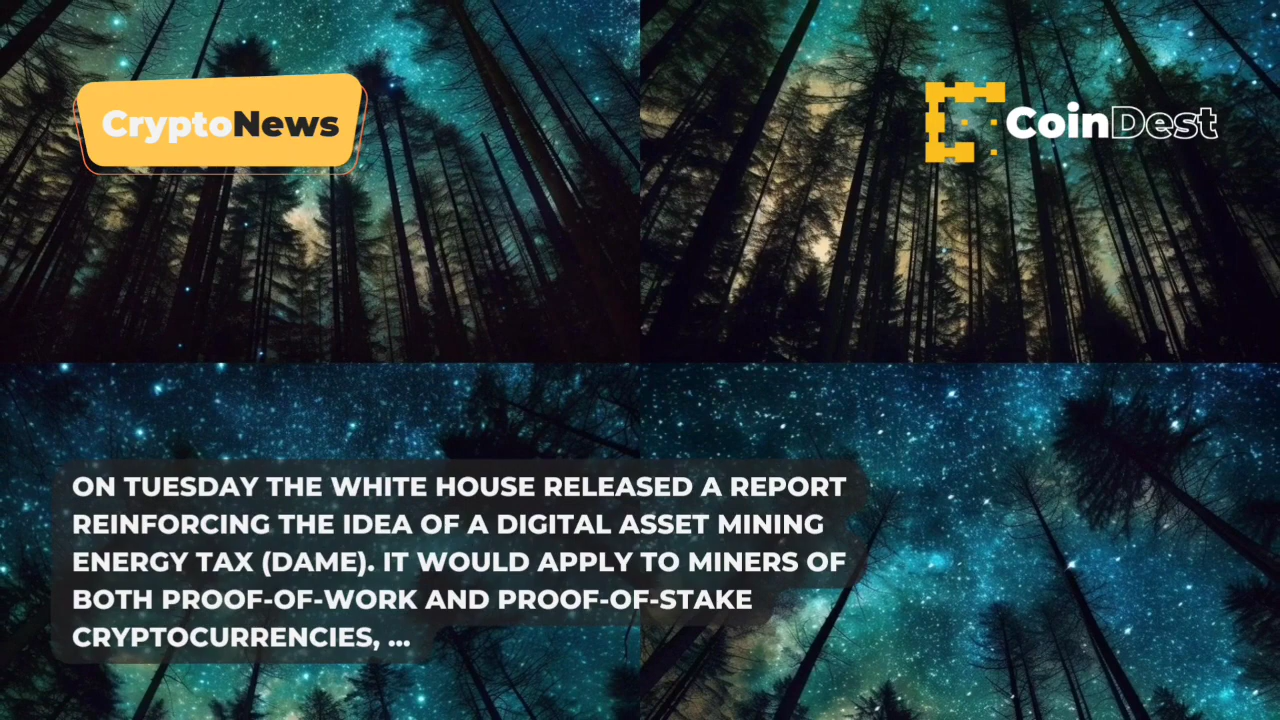 CryptoNews
CoinDest
ON TUESDAY THE WHITE HOUSE RELEASED A REPORT
REINFORCING THE IDEA OF A DIGITAL ASSET MINING
ENERGY TAX (DAME). IT WOULD APPLY TO MINERS OF
BOTH PROOF-OF-WORK AND PROOF-OF-STAKE
CRYPTOCURRENCIES, ...